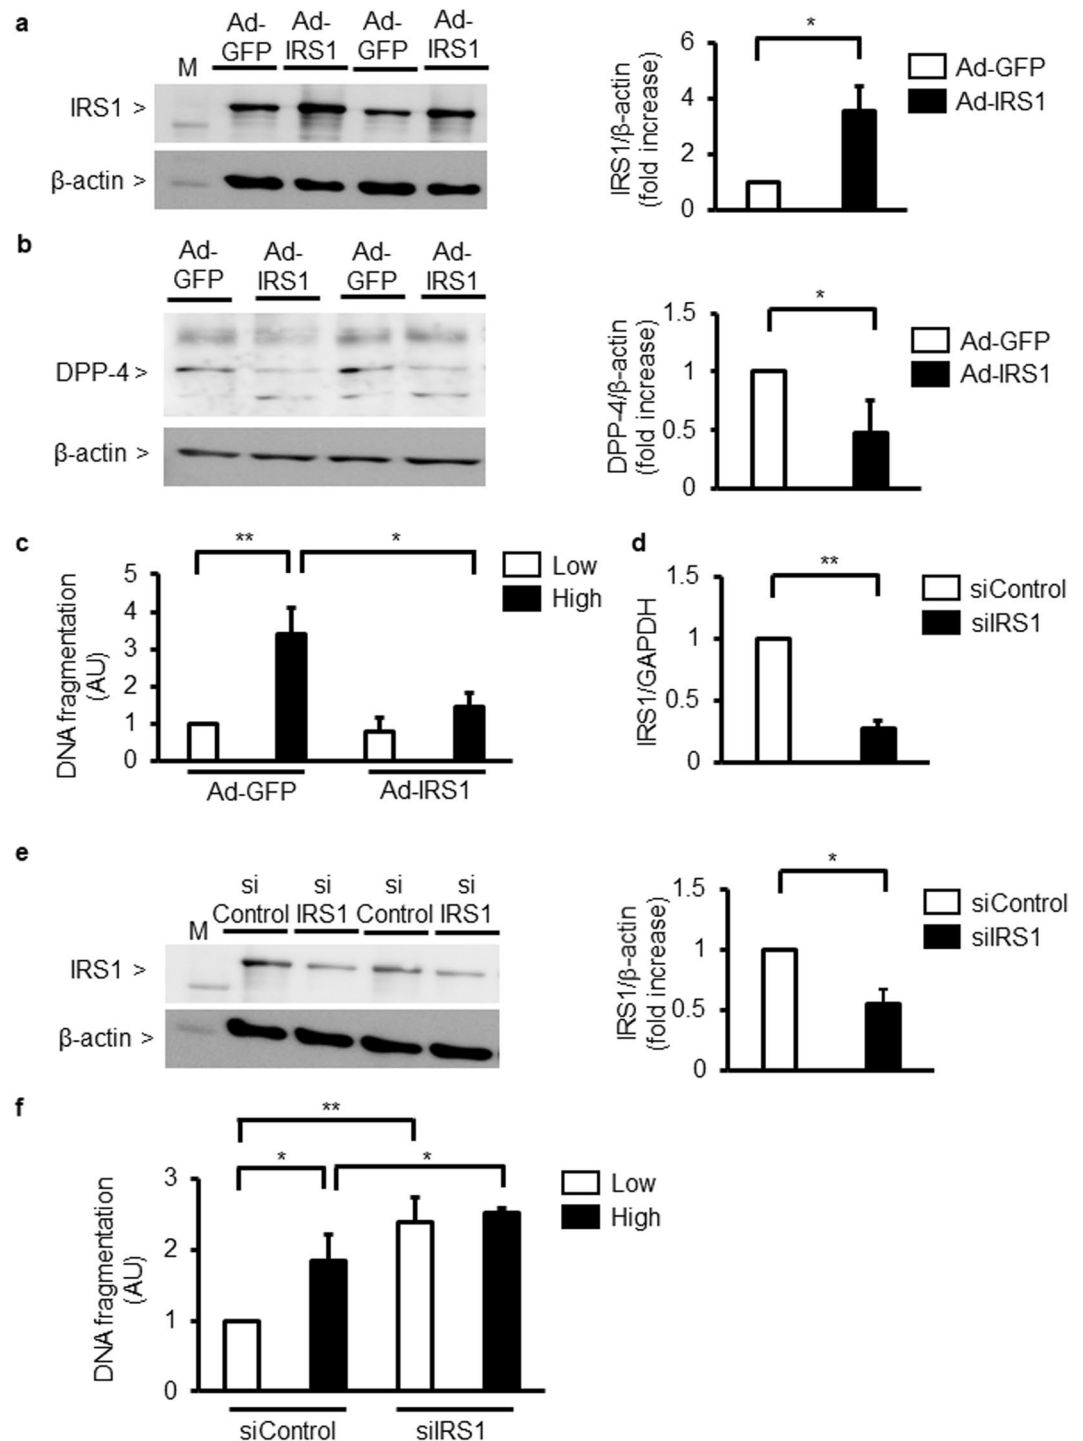 a
Ad-
GFP
Ad-
IRS1
Ad-
GFP
Ad-
IRS1
M
IRS1 >
β-actin >
IRS1/β-actin
(fold increase)
6
4
2
0
*
Ad-GFP
Ad-IRS1
b
Ad-
GFP
Ad-
IRS1
Ad-
GFP
Ad-
IRS1
DPP-4 >
β-actin >
DPP-4/β-actin
(fold increase)
1.5
1
0.5
0
*
Ad-GFP
Ad-IRS1
c
DNA fragmentation
(AU)
5
4
3
2
1
0
**
*
Low
High
Ad-GFP
Ad-IRS1
d
IRS1/GAPDH
1.5
1
0.5
0
**
siControl
siIRS1
e
si
Control
si
IRS1
si
Control
si
IRS1
M
IRS1 >
β-actin >
IRS1/β-actin
(fold increase)
1.5
1
0.5
0
*
siControl
siIRS1
f
DNA fragmentation
(AU)
3
2
1
0
**
*
*
Low
High
siControl
siIRS1